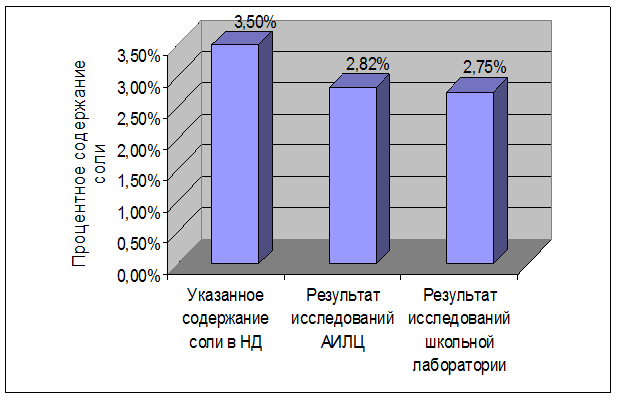 3,50%
2,82%
2,75%
3,50%
3,00%
2,50%
2,00%
1,50%
1,00%
0,50%
0,00%
Процентное содержание
соли
Указанное
содержание
соли в НД
Результат
исследований
АИЛЦ
Результат
исследований
школьной
лаборатории